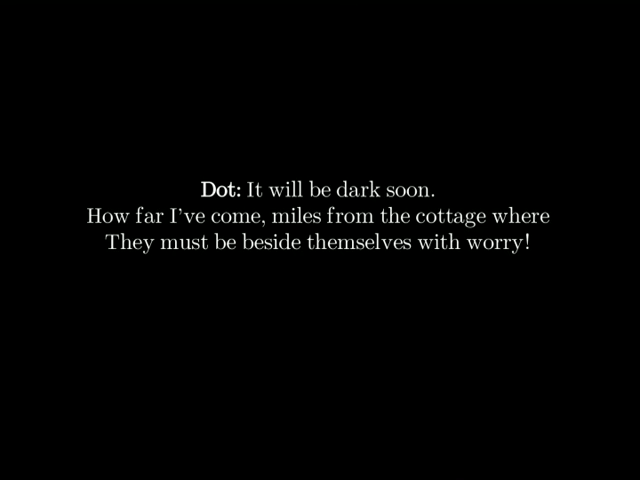 Dot: It will be dark soon.
How far I've come, miles from the cottage where
They must be beside themselves with worry!